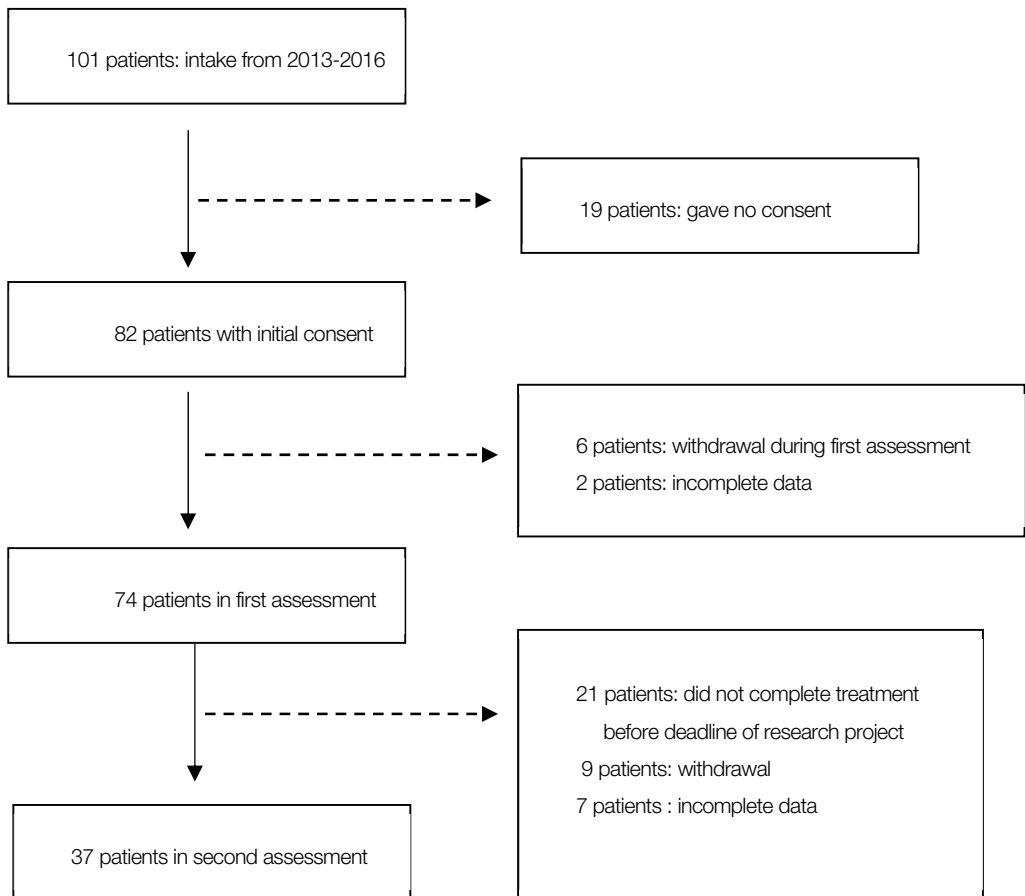 101 patients: intake from 2013-2016
19 patients: gave no consent
82 patients with initial consent
6 patients: withdrawal during first assessment
2 patients: incomplete data
74 patients in first assessment
21 patients: did not complete treatment
before deadline of research project
9 patients: withdrawal
7 patients : incomplete data
37 patients in second assessment